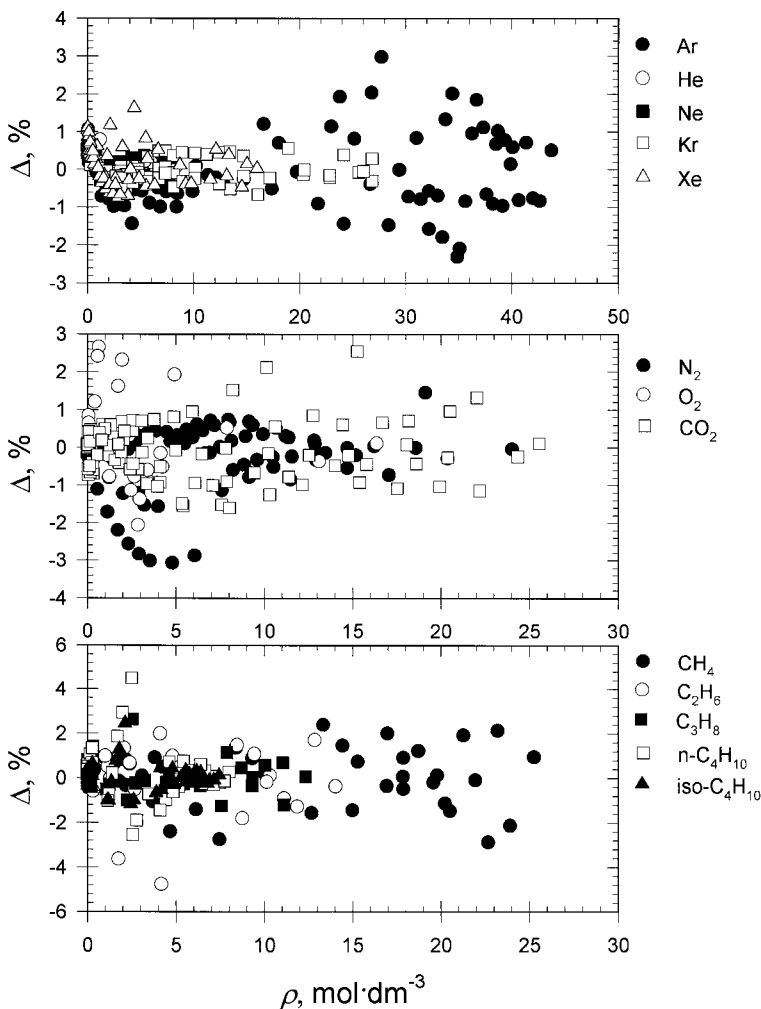 4
3
2
1
0
-1
-2
-3
Δ, %
0 10 20 30 40 50
Ar
He
Ne
Kr
Xe
3
2
1
0
-1
-2
-3
-4
Δ, %
0 5 10 15 20 25 30
N₂
O₂
CO₂
6
4
2
0
-2
-4
-6
Δ, %
0 5 10 15 20 25 30
CH₄
C₂H₆
C₃H₈
n-C₄H₁₀
iso-C₄H₁₀
ρ, mol·dm⁻³